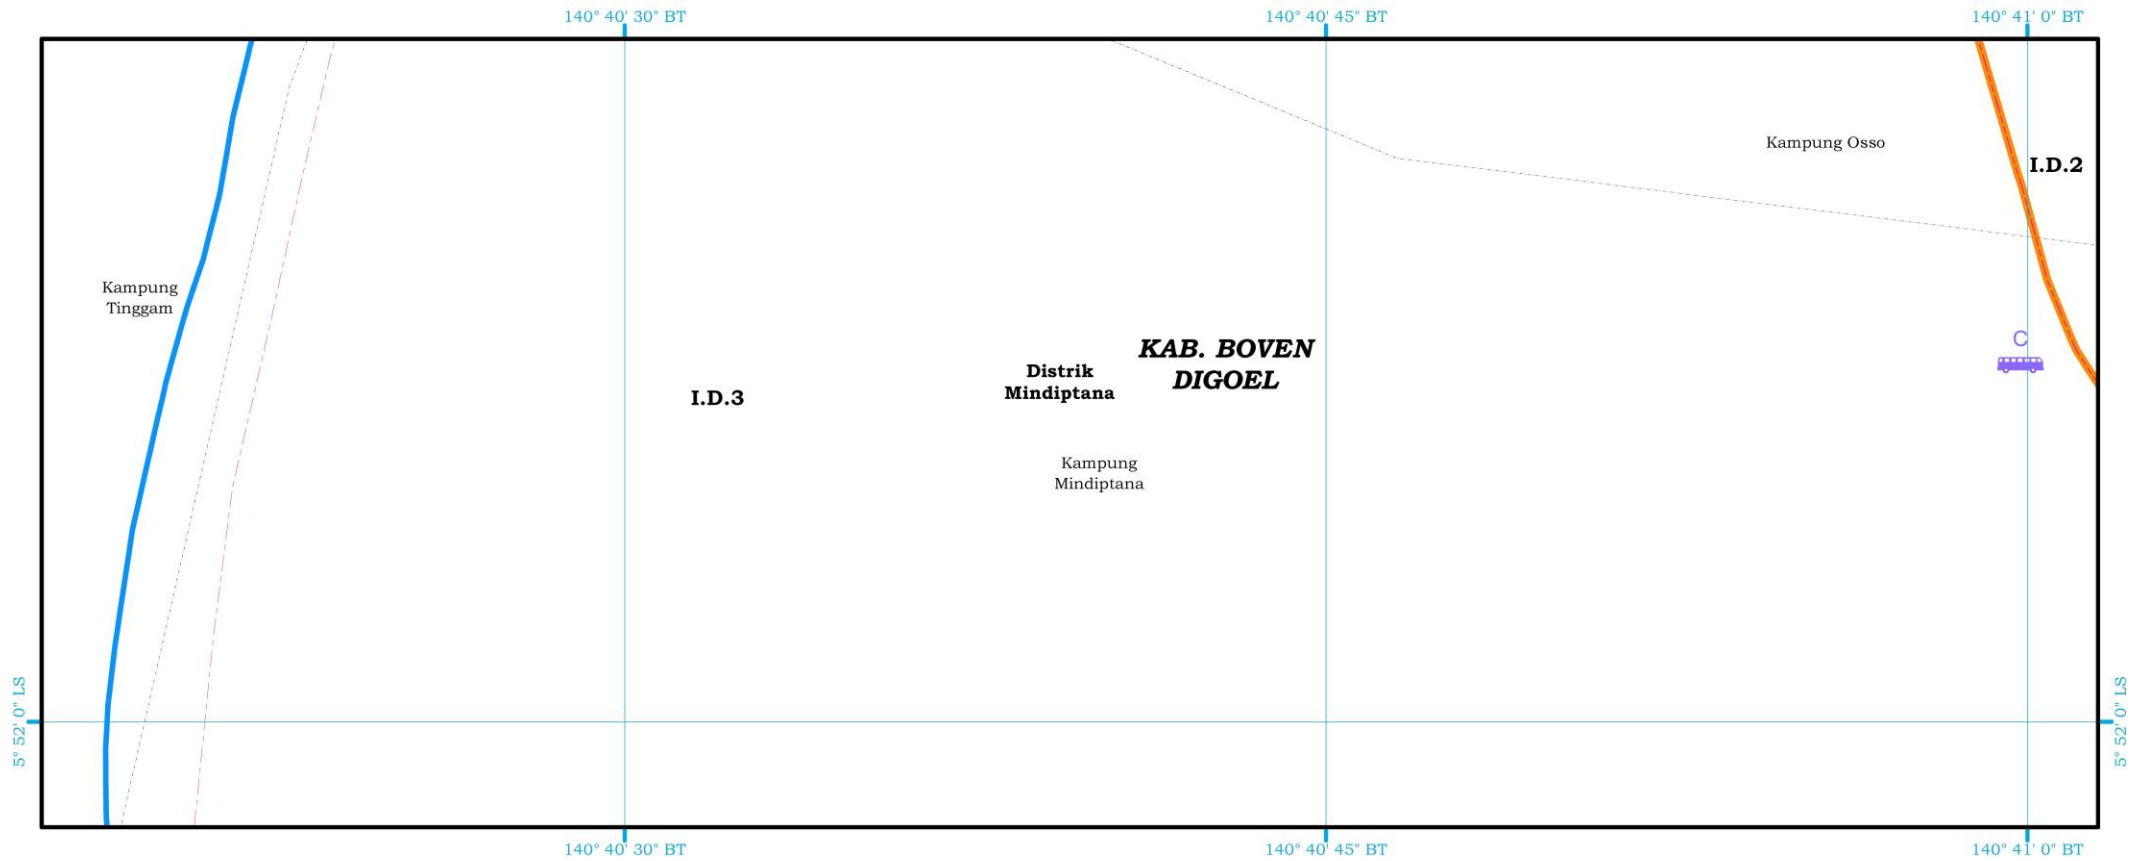 140° 40' 30" BT
140° 40' 45" BT
140° 41' 0" BT
Kampung Osso
I.D.2
Kampung
Tinggam
C
KAB. BOVEN
DIGOEL
Distrik
Mindiptana
I.D.3
Kampung
Mindiptana
5° 52' 0" LS
5° 52' 0" LS
140° 40' 30" BT
140° 40' 45" BT
140° 41' 0" BT